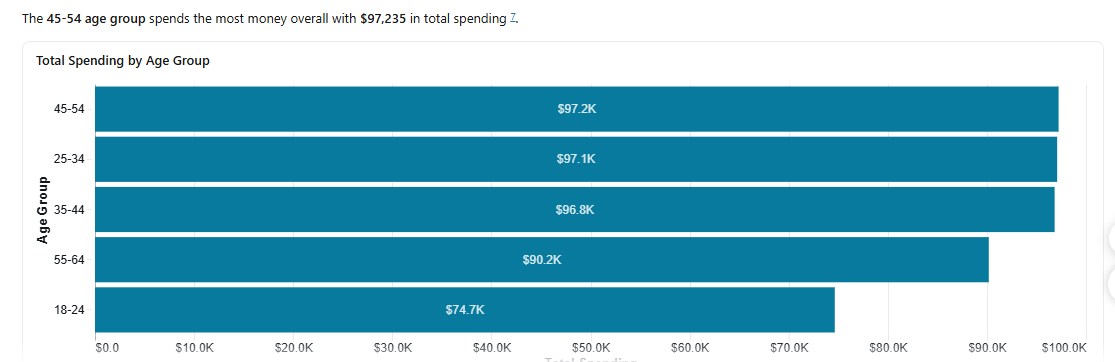 The 45-54 age group spends the most money overall with $97,235 in total spending 7.
Total Spending by Age Group
Age Group
45-54 $97.2K
25-34 $97.1K
35-44 $96.8K
55-64 $90.2K
18-24 $74.7K
$0.0 $10.0K $20.0K $30.0K $40.0K $50.0K $60.0K $70.0K $80.0K $90.0K $100.0K
Total Spending